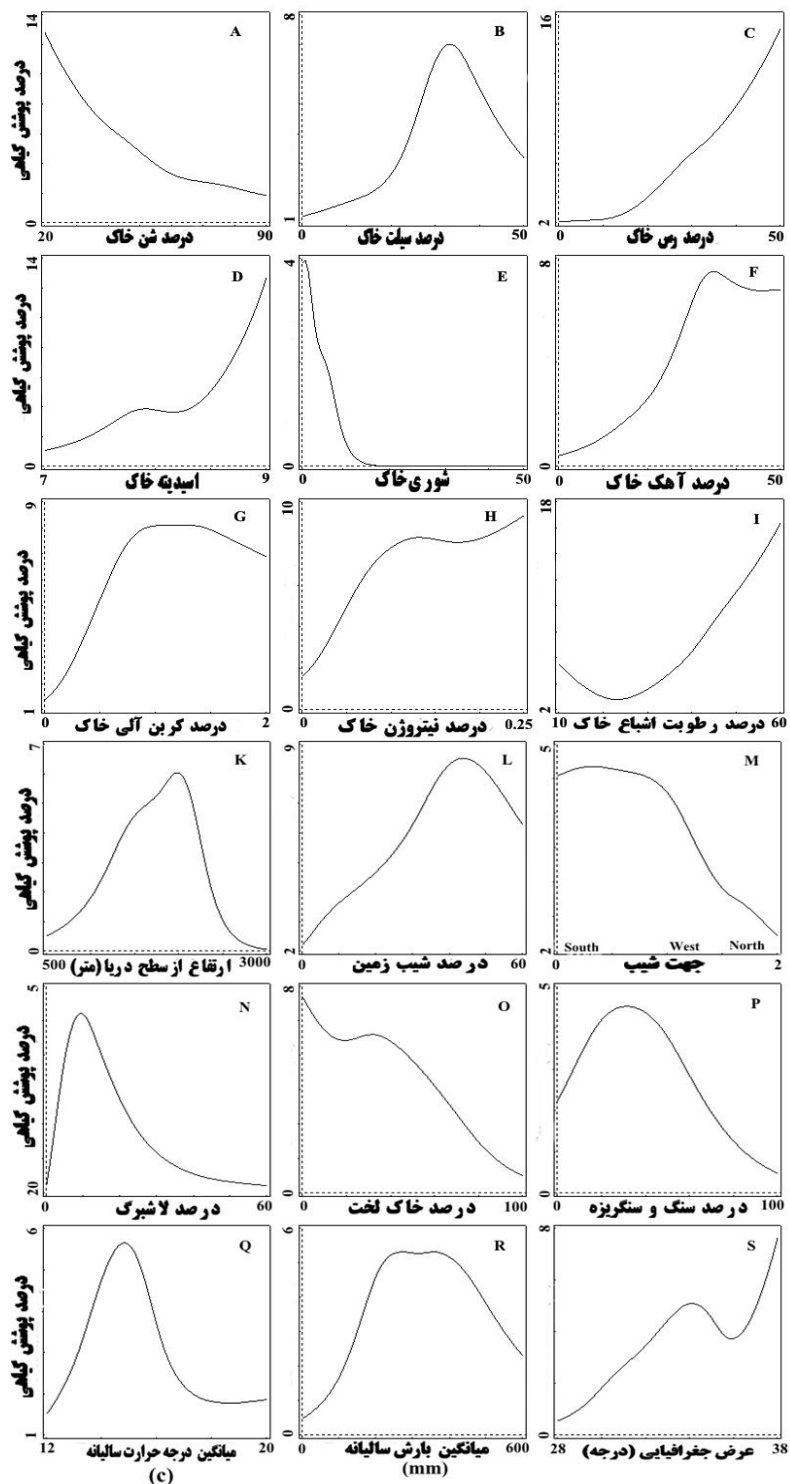 14
A
درصد پوشش گیاهی
0
20
درصد شن خاک
90
8
B
1
0
درصد سیلت خاک
50
16
C
2
0
درصد رس خاک
50
14
D
درصد پوشش گیاهی
0
7
اسیدیته خاک
9
4
E
0
0
شوری خاک
50
8
F
0
0
درصد آهک خاک
50
9
G
درصد پوشش گیاهی
1
0
درصد کربن آلی خاک
2
10
H
0
0
درصد نیتروژن خاک
0.25
18
I
2
10
درصد رطوبت اشباع خاک
60
7
K
درصد پوشش گیاهی
0
500
ارتفاع از سطح دریا (متر)
3000
9
L
2
0
درصد شیب زمین
60
5
M
2
South West North
0
جهت شیب
2
5
N
درصد پوشش گیاهی
20
0
درصد لاشبرگ
60
8
O
0
0
درصد خاک لخت
100
5
P
0
0
درصد سنگ و سنگریزه
100
6
Q
درصد پوشش گیاهی
1
12
میانگین درجه حرارت سالیانه
20
(c)
6
R
0
0
میانگین بارش سالیانه
600
(mm)
8
S
0
28
عرض جغرافیایی (درجه)
38